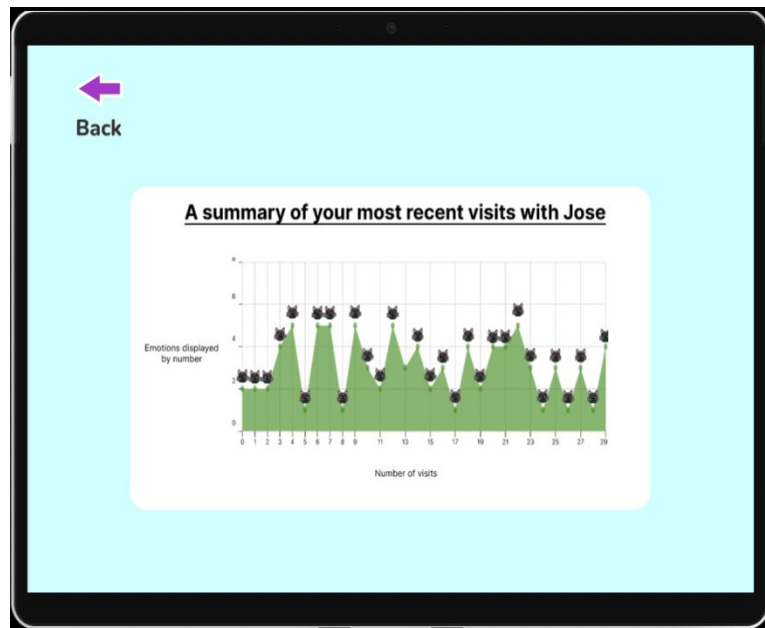 Back
A summary of your most recent visits with Jose
8
6
4
Emotions displayed
by number
2
0
0 1 2 3 4 5 6 7 8 9 11 13 15 17 19 21 23 25 27 29
Number of visits